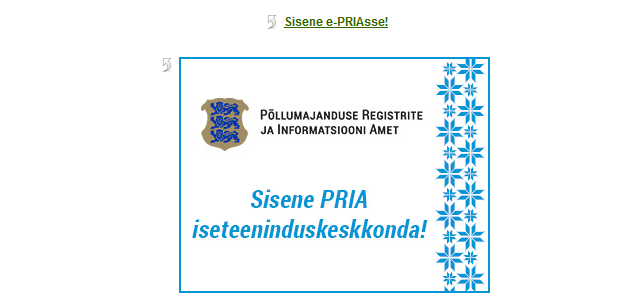 Sisene e-PRIAsse!
Põllumajanduse Registrite
ja Informatsiooni Amet
Sisene PRIA
iseteeninduskeskkonda!